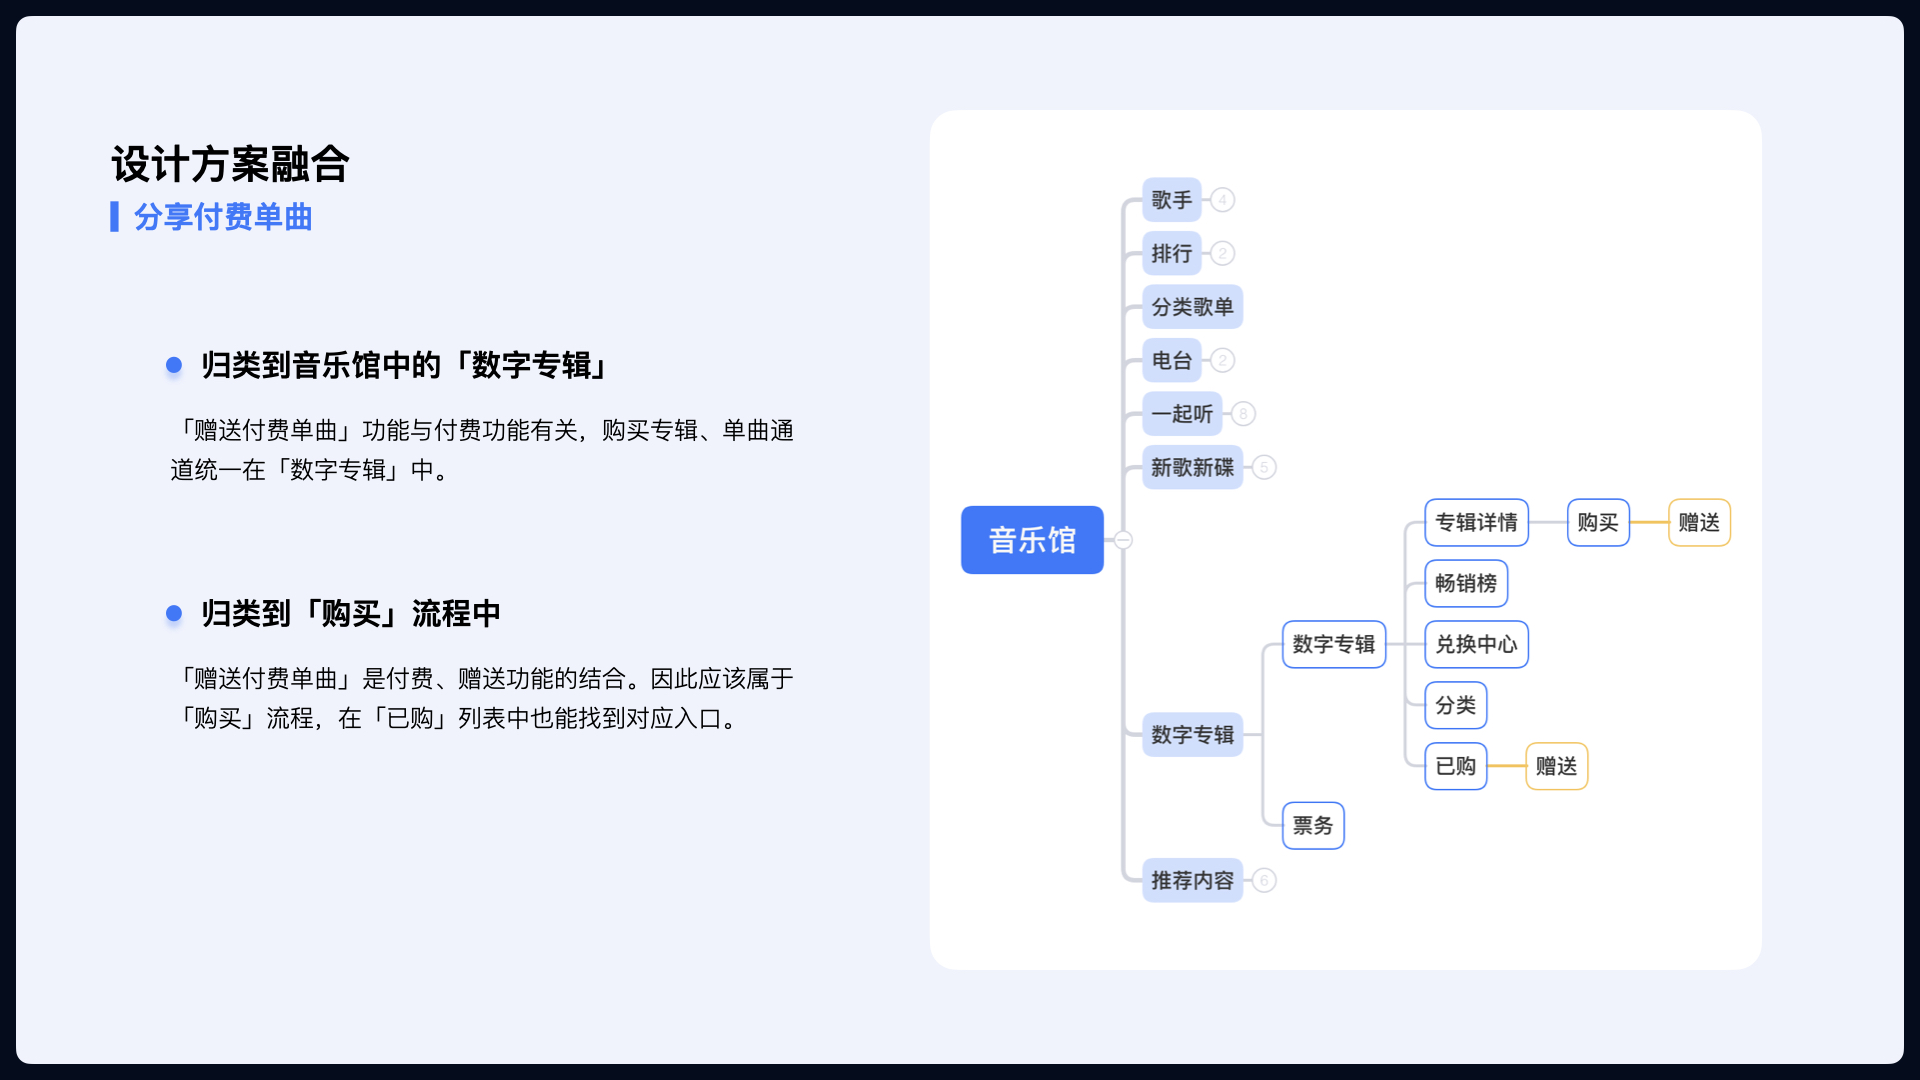 设计方案融合
分享付费单曲
归类到音乐馆中的「数字专辑」
「赠送付费单曲」功能与付费功能有关，购买专辑、单曲通
道统一在「数字专辑」中。
归类到「购买」流程中
「赠送付费单曲」是付费、赠送功能的结合。因此应该属于
「购买」流程，在「已购」列表中也能找到对应入口。
音乐馆
歌手 4
排行 2
分类歌单
电台 2
一起听 8
新歌新碟 5
数字专辑
推荐内容 6
数字专辑
票务
专辑详情 购买 赠送
畅销榜
兑换中心
分类
已购 赠送